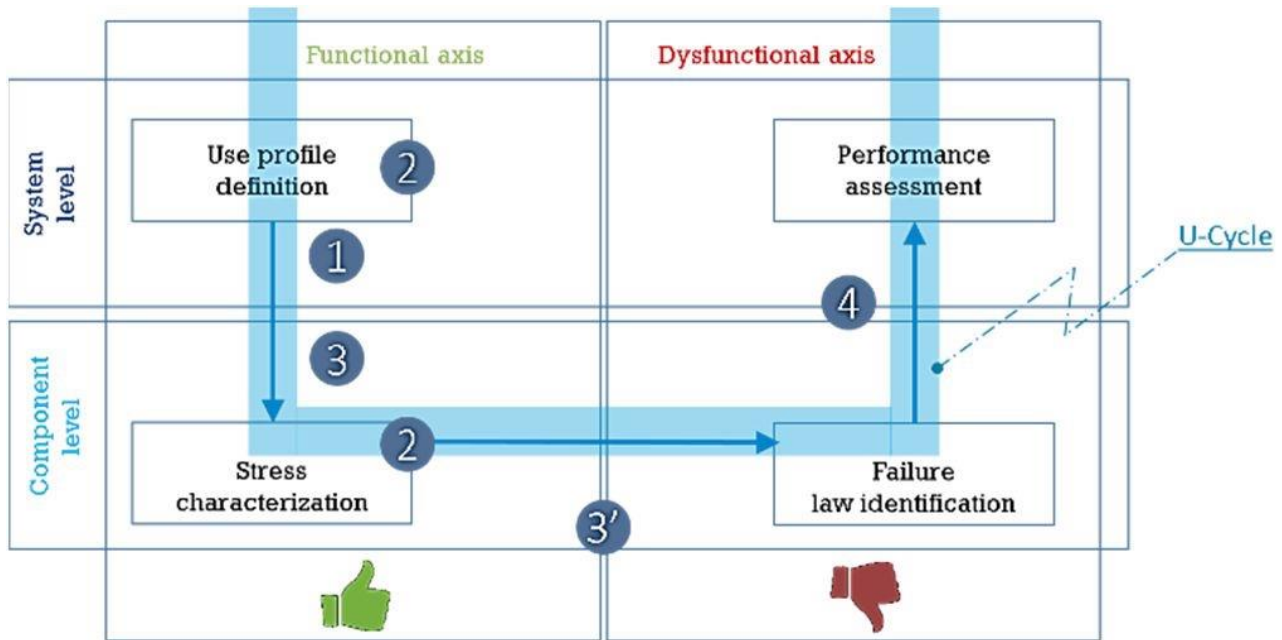 Functional axis
Dysfunctional axis
System
level
Use profile
definition
2
Performance
assessment
1
U-Cycle
4
3
Component
level
2
Stress
characterization
Failure
law identification
3’